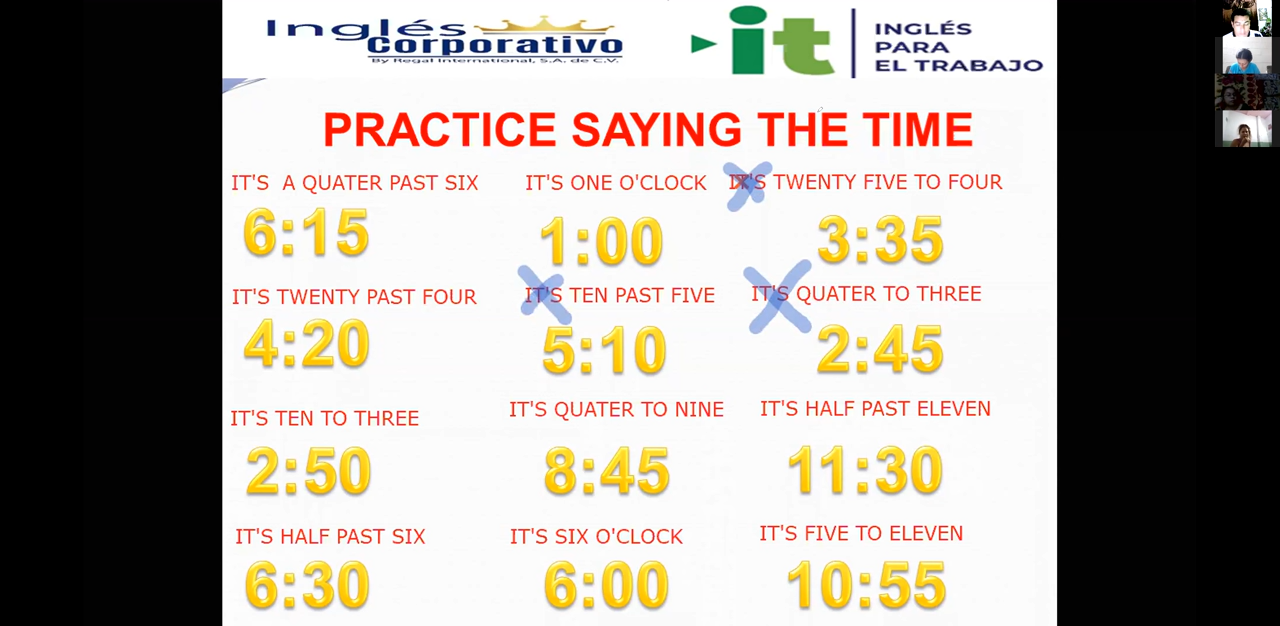 Inglés
Corporativo
By Regal International, S.A. de C.V.
it
INGLÉS
PARA
EL TRABAJO
PRACTICE SAYING THE TIME
IT'S A QUATER PAST SIX
IT'S ONE O'CLOCK
IT'S TWENTY FIVE TO FOUR
6:15
1:00
3:35
IT'S TWENTY PAST FOUR
IT'S TEN PAST FIVE
IT'S QUATER TO THREE
4:20
5:10
2:45
IT'S TEN TO THREE
IT'S QUATER TO NINE
IT'S HALF PAST ELEVEN
2:50
8:45
11:30
IT'S HALF PAST SIX
IT'S SIX O'CLOCK
IT'S FIVE TO ELEVEN
6:30
6:00
10:55